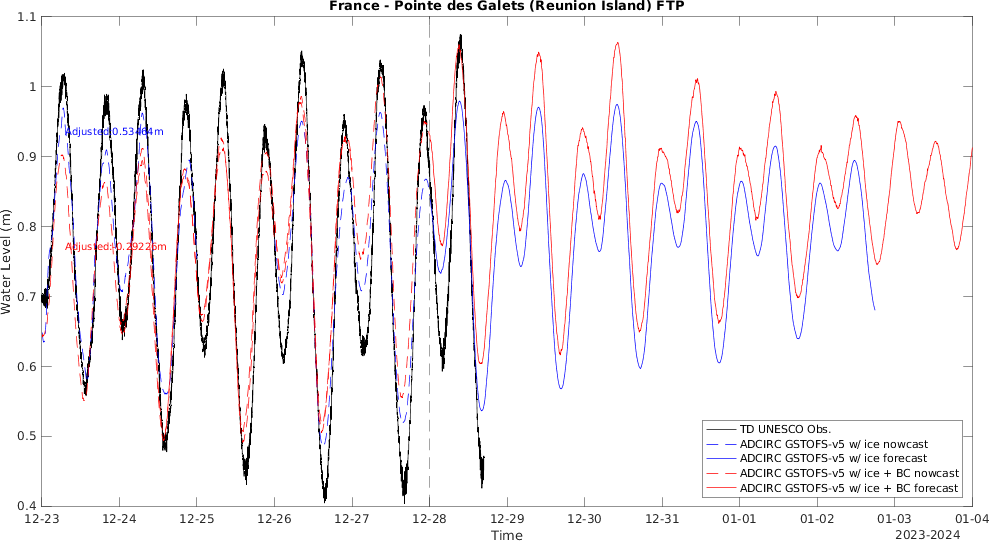 France - Pointe des Galets (Reunion Island) FTP
1.1
1
0.9
0.8
0.7
0.6
0.5
0.4
Water Level (m)
Adjusted:0.53464m
Adjusted:-0.29226m
TD UNESCO Obs.
ADCIRC GSTOFS-v5 w/ ice nowcast
ADCIRC GSTOFS-v5 w/ ice forecast
ADCIRC GSTOFS-v5 w/ ice + BC nowcast
ADCIRC GSTOFS-v5 w/ ice + BC forecast
12-23 12-24 12-25 12-26 12-27 12-28 12-29 12-30 12-31 01-01 01-02 01-03 01-04
Time
2023-2024